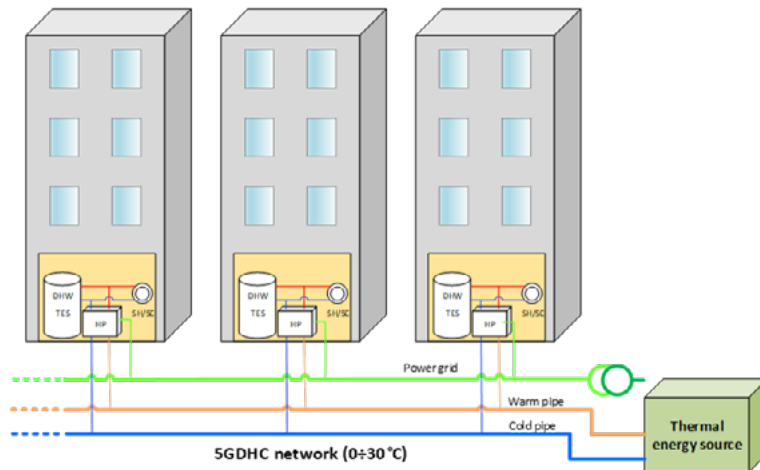 DHW
TES
HP
SH/SC
DHW
TES
HP
SH/SC
DHW
TES
HP
SH/SC
Power grid
Warm pipe
Cold pipe
Thermal
energy source
5GDHC network (0÷30°C)